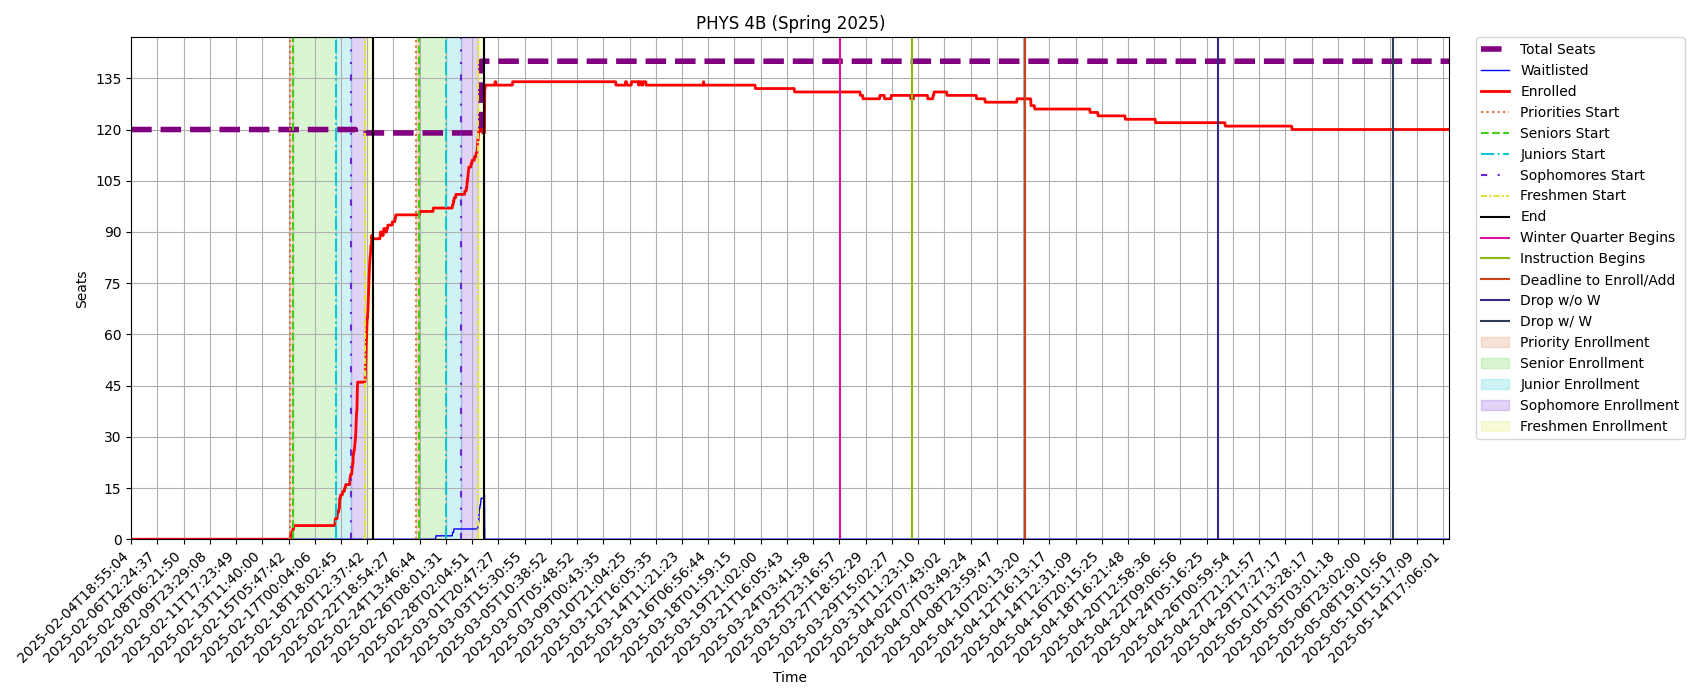 PHYS 4B (Spring 2025)
Seats
135
120
105
90
75
60
45
30
15
0
2025-02-04T18:55:04
2025-02-06T12:24:37
2025-02-08T06:21:50
2025-02-09T23:29:08
2025-02-11T17:23:49
2025-02-13T11:40:00
2025-02-15T05:47:42
2025-02-17T00:04:06
2025-02-18T18:02:45
2025-02-20T12:37:42
2025-02-22T18:54:27
2025-02-24T13:46:44
2025-02-26T08:01:31
2025-02-28T02:04:51
2025-03-01T20:47:27
2025-03-03T15:30:55
2025-03-05T10:38:52
2025-03-07T05:48:52
2025-03-09T00:43:35
2025-03-10T21:04:25
2025-03-12T16:05:35
2025-03-14T11:21:23
2025-03-16T06:56:44
2025-03-18T01:59:15
2025-03-19T21:02:00
2025-03-21T16:05:43
2025-03-24T03:41:58
2025-03-25T23:16:57
2025-03-27T18:52:29
2025-03-29T15:02:27
2025-03-31T11:23:10
2025-04-02T07:43:02
2025-04-07T03:49:24
2025-04-08T23:59:47
2025-04-10T20:13:20
2025-04-12T16:13:17
2025-04-14T12:31:09
2025-04-16T20:15:25
2025-04-18T16:21:48
2025-04-20T12:58:36
2025-04-22T09:06:56
2025-04-24T05:16:25
2025-04-26T00:59:54
2025-04-27T21:21:57
2025-04-29T17:27:17
2025-05-01T13:28:17
2025-05-05T03:01:18
2025-05-06T23:02:00
2025-05-08T19:10:56
2025-05-10T15:17:09
2025-05-14T17:06:01
Time
Total Seats
Waitlisted
Enrolled
Priorities Start
Seniors Start
Juniors Start
Sophomores Start
Freshmen Start
End
Winter Quarter Begins
Instruction Begins
Deadline to Enroll/Add
Drop w/o W
Drop w/ W
Priority Enrollment
Senior Enrollment
Junior Enrollment
Sophomore Enrollment
Freshmen Enrollment